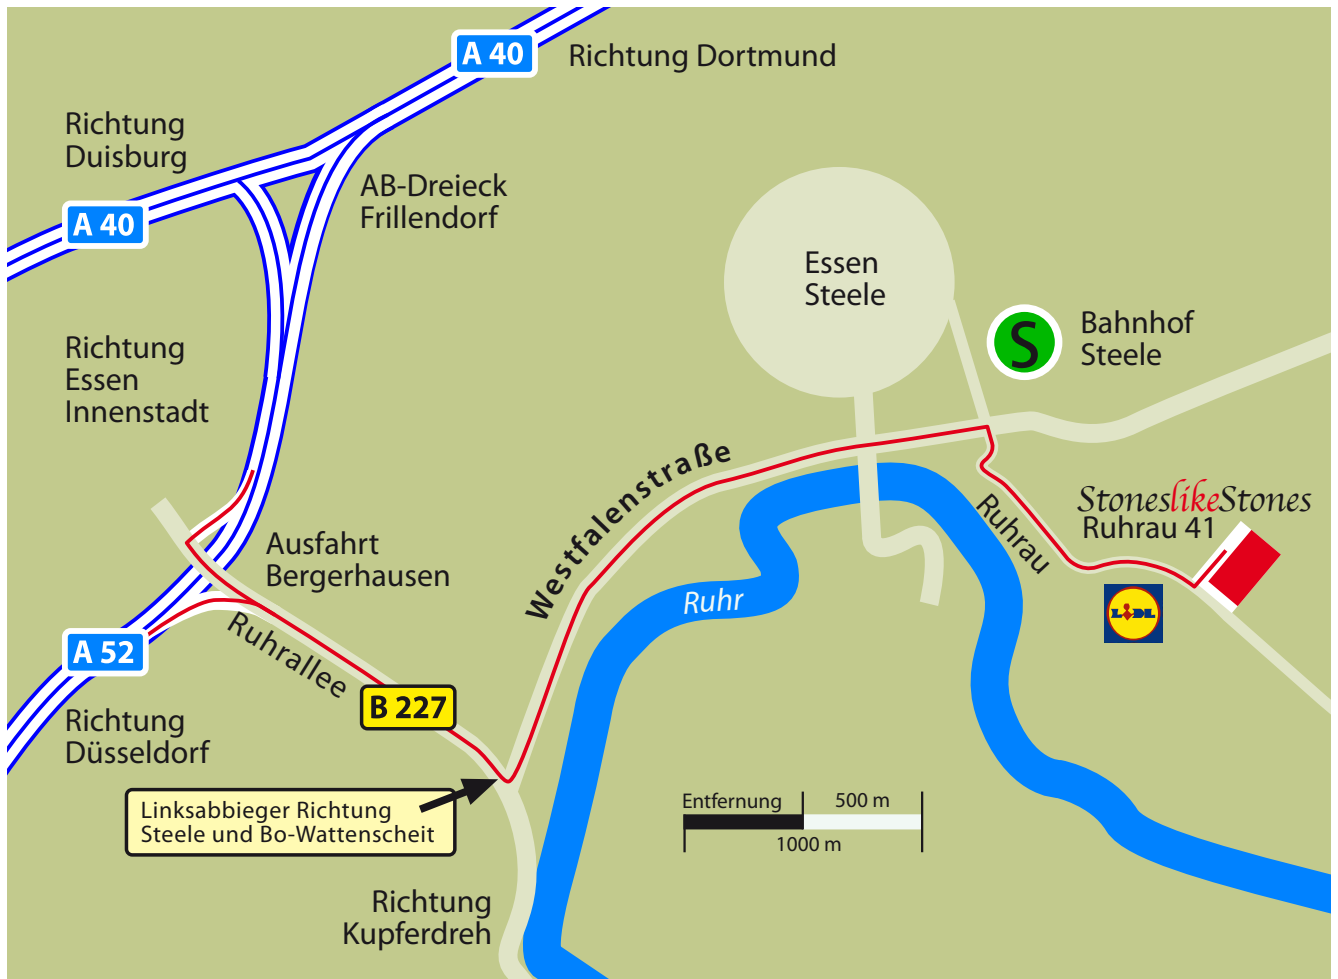 A 40
Richtung Dortmund
Richtung
Duisburg
AB-Dreieck
Frillendorf
A 40
Essen
Steele
S
Bahnhof
Steele
Richtung
Essen
Innenstadt
Westfalenstraße
StoneslikeStones
Ruhrau 41
Ruhrau
Ausfahrt
Bergerhausen
Ruhr
LIDL
Ruhrallee
A 52
B 227
Richtung
Düsseldorf
Linksabbieger Richtung
Steele und Bo-Wattenscheit
Entfernung 500 m
1000 m
Richtung
Kupferdreh